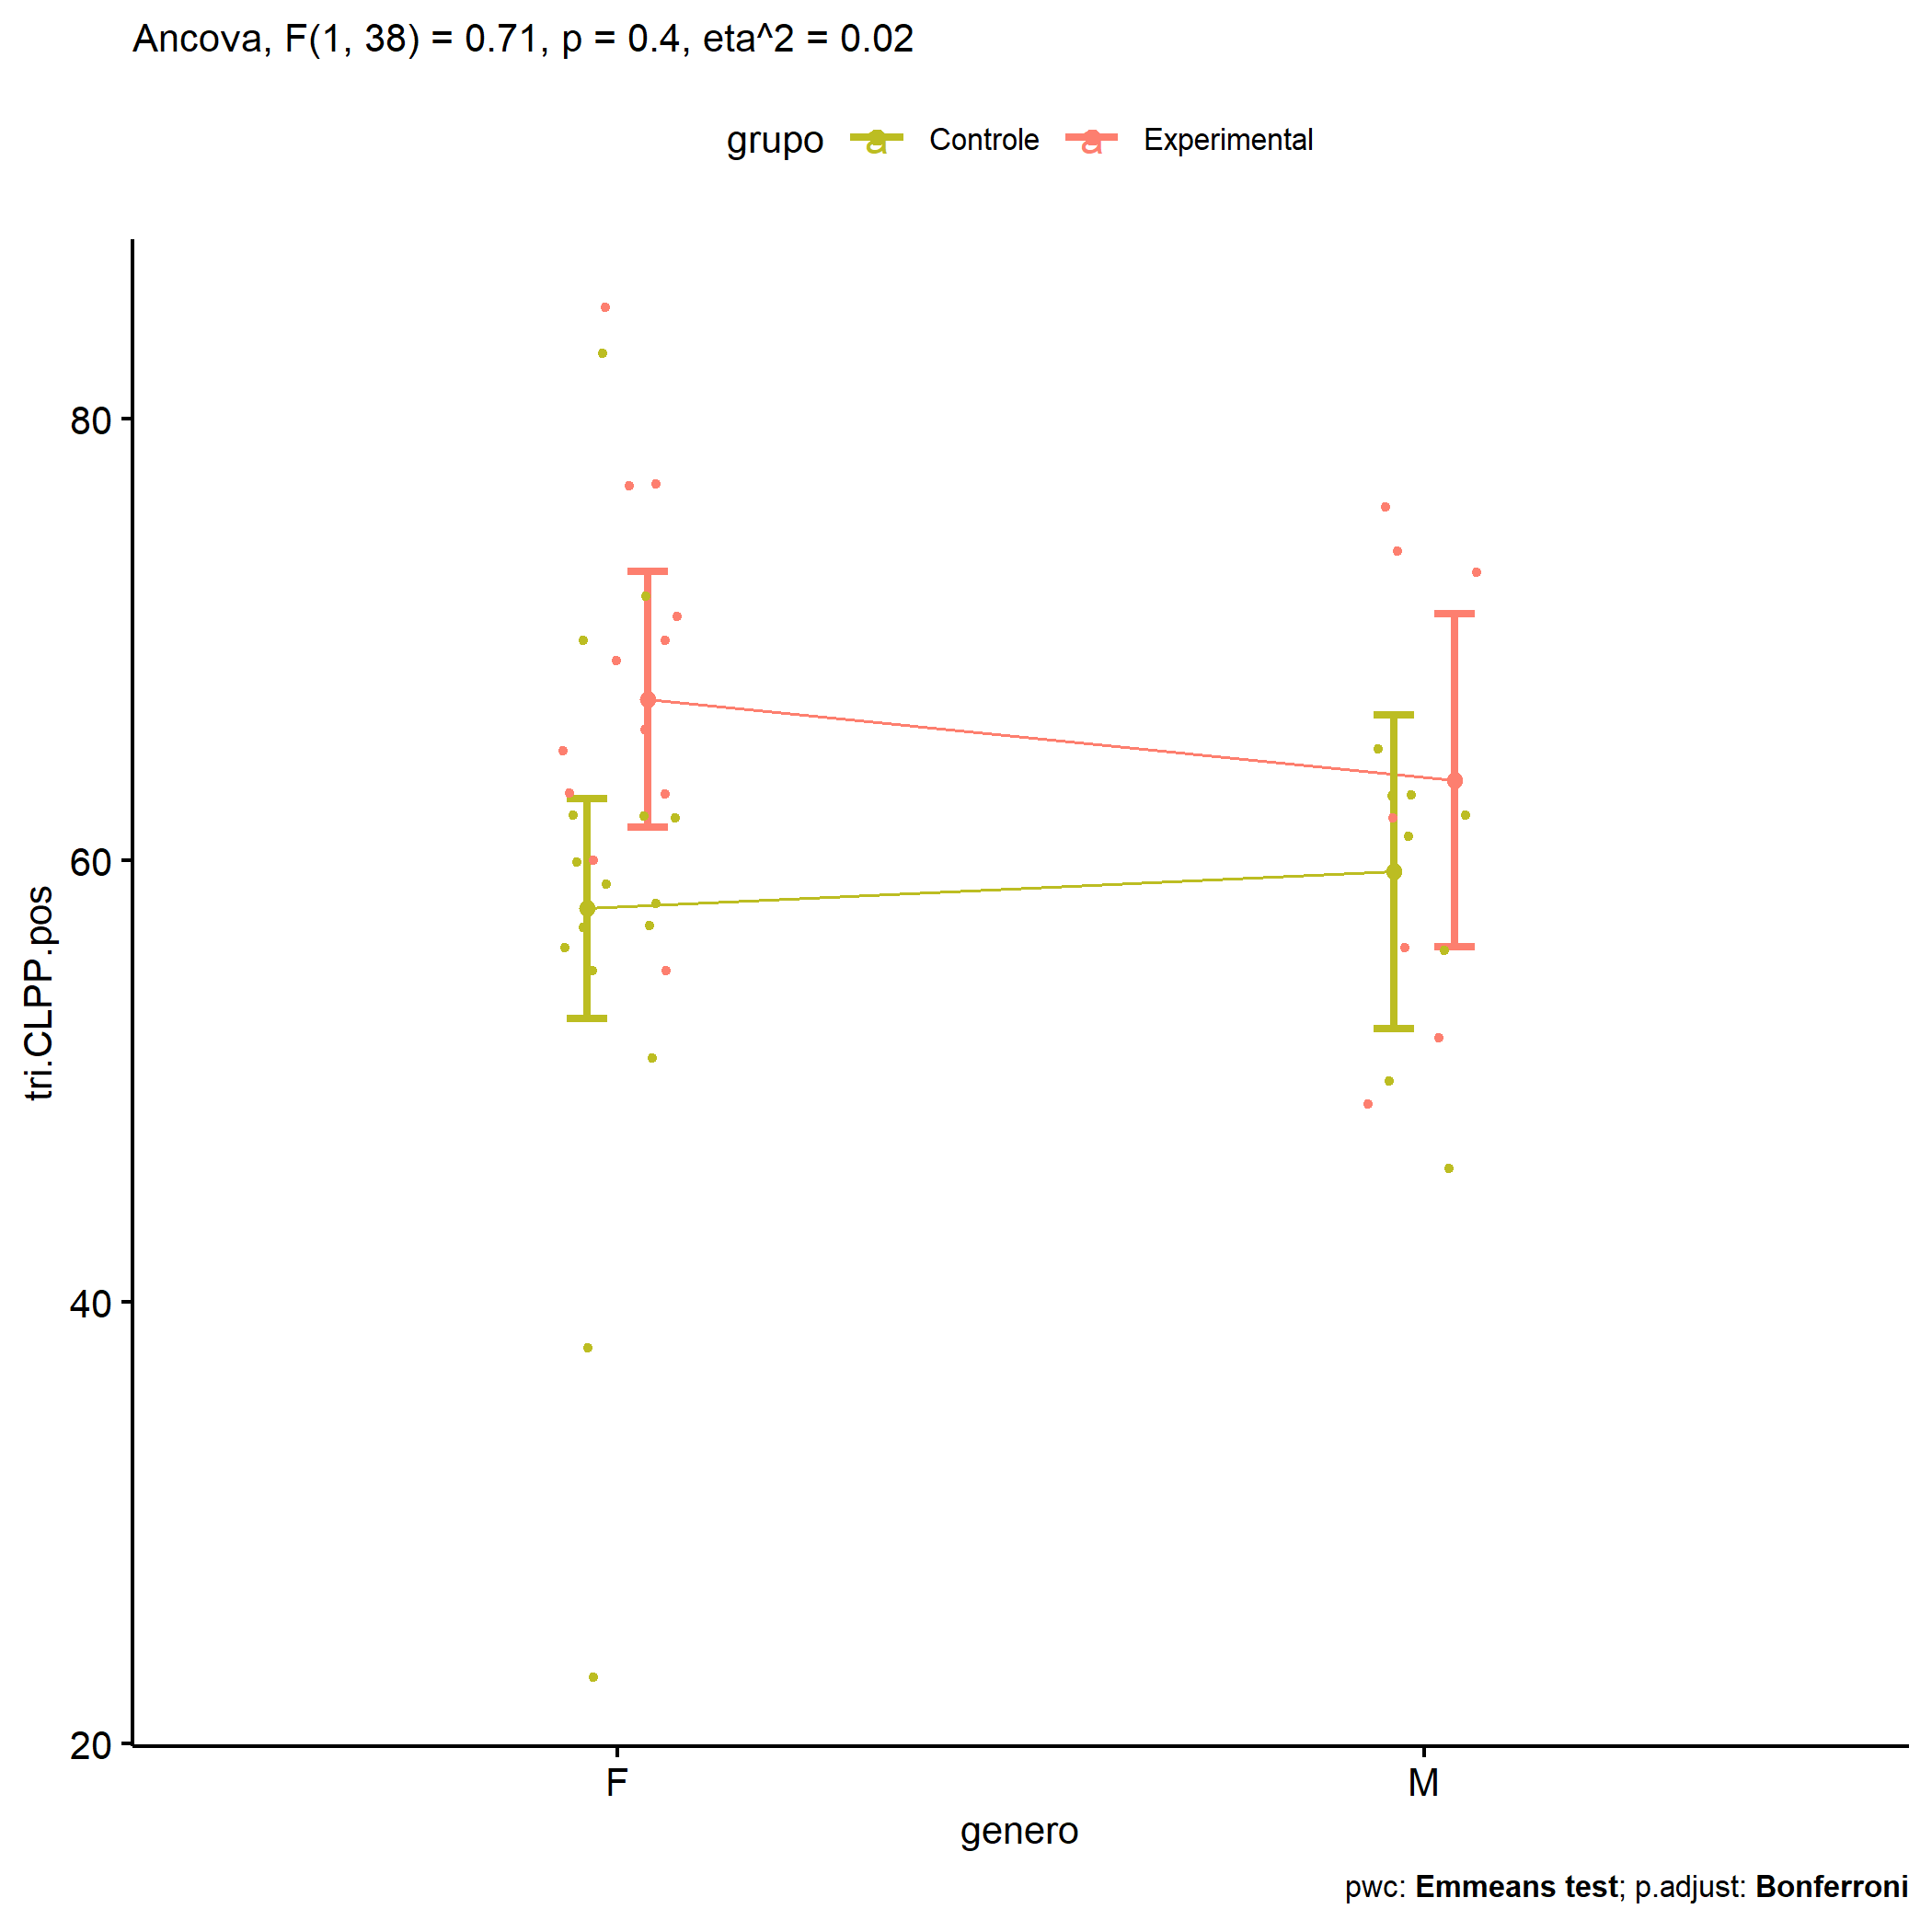 Ancova, F(1, 38) = 0.71, p = 0.4, eta^2 = 0.02
grupo a Controle a Experimental
80
60
40
20
tri.CLPP.pos
F M
genero
pwc: Emmeans test; p.adjust: Bonferroni